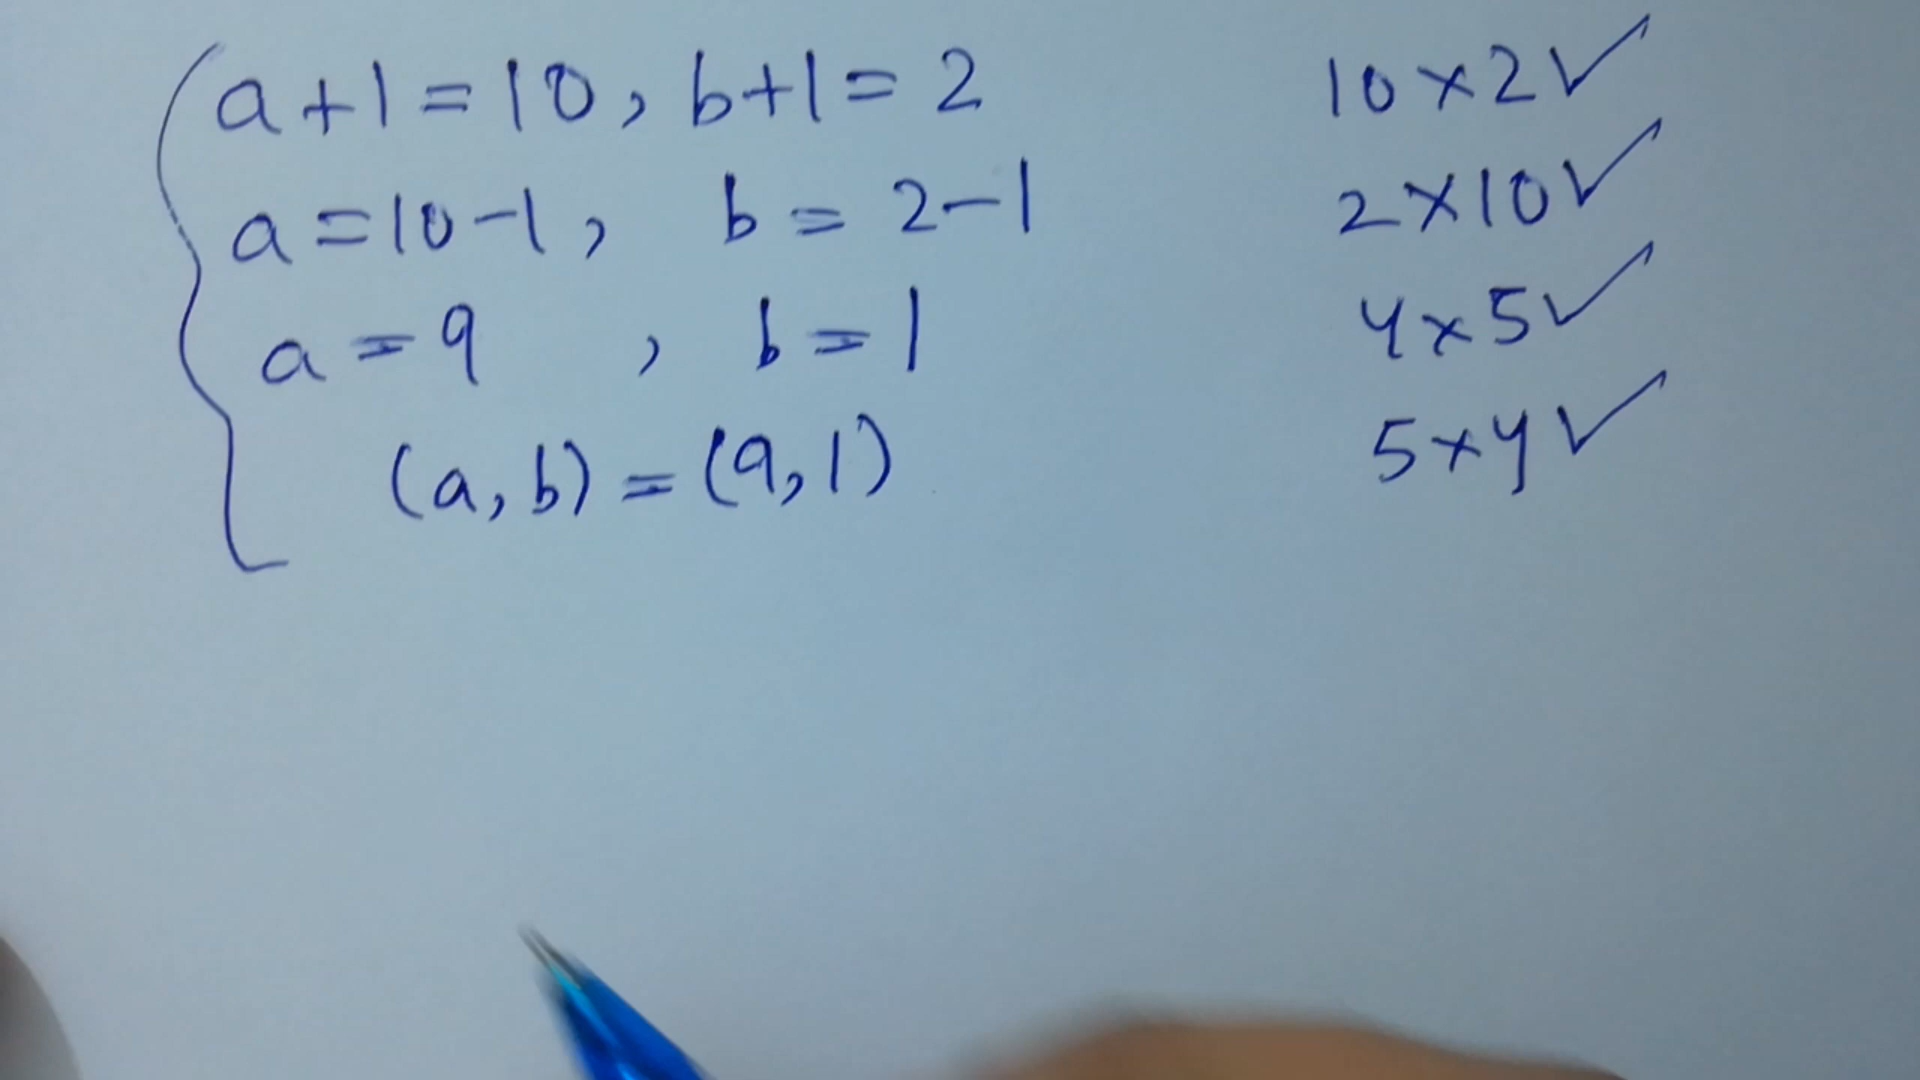 a+1=10, b+1=2
a=10-1, b=2-1
a=9, b=1
(a,b)=(9,1)
10×2✓
2×10✓
4×5✓
5×4✓